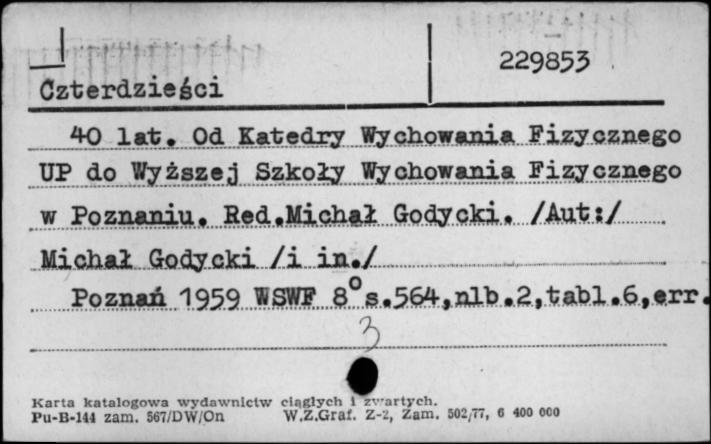 229853
Czterdzieści
40 lat. Od Katedry Wychowania Fizycznego
UP do Wyższej Szkoły Wychowania Fizycznego
w Poznaniu. Red.Michał Godycki. /Aut:/
Michał Godycki /i in./
Poznań 1959 WSWF 8° s.564,nlb.2,tabl.6,err.
3
Karta katalogowa wydawnictw ciągłych i zwartych.
Pu-B-144 zam. 567/DW/On W.Z.Graf. Z-2, Zam. 502/77, 6 400 000